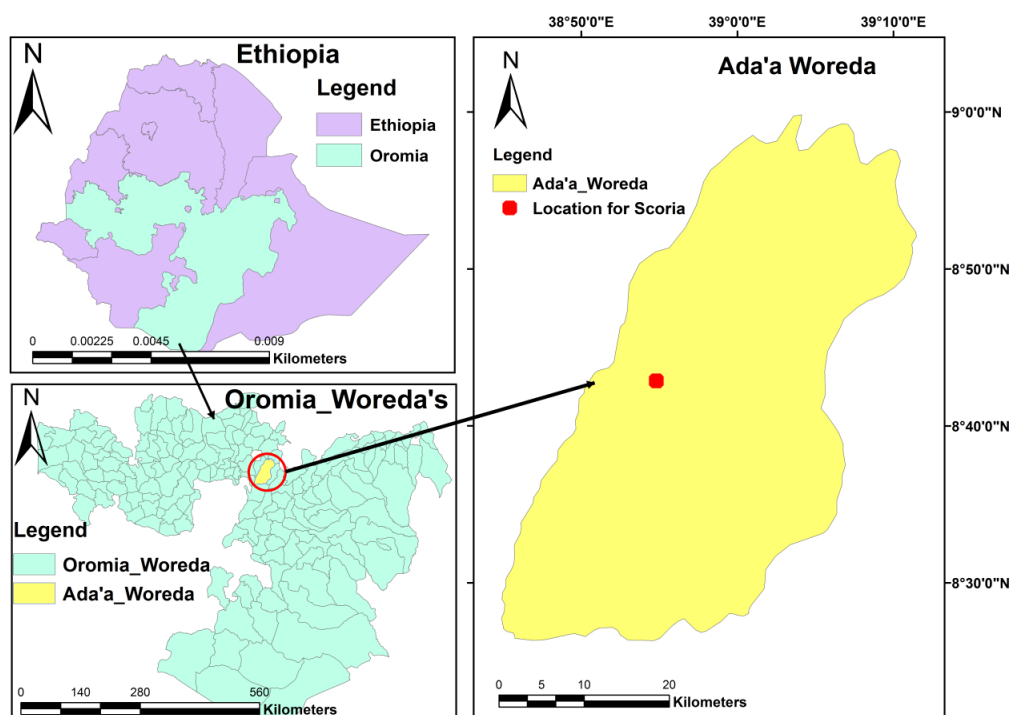 N
Ethiopia
Legend
Ethiopia
Oromia
0 0.00225 0.0045 0.009
Kilometers
N
Oromia_Woreda's
Legend
Oromia_Woreda
Ada'a_Woreda
0 140 280 560
Kilometers
38°50'0"E 39°0'0"E 39°10'0"E
N
Ada'a Woreda
Legend
Ada'a_Woreda
Location for Scoria
9°0'0"N
8°50'0"N
8°40'0"N
8°30'0"N
0 5 10 20
Kilometers